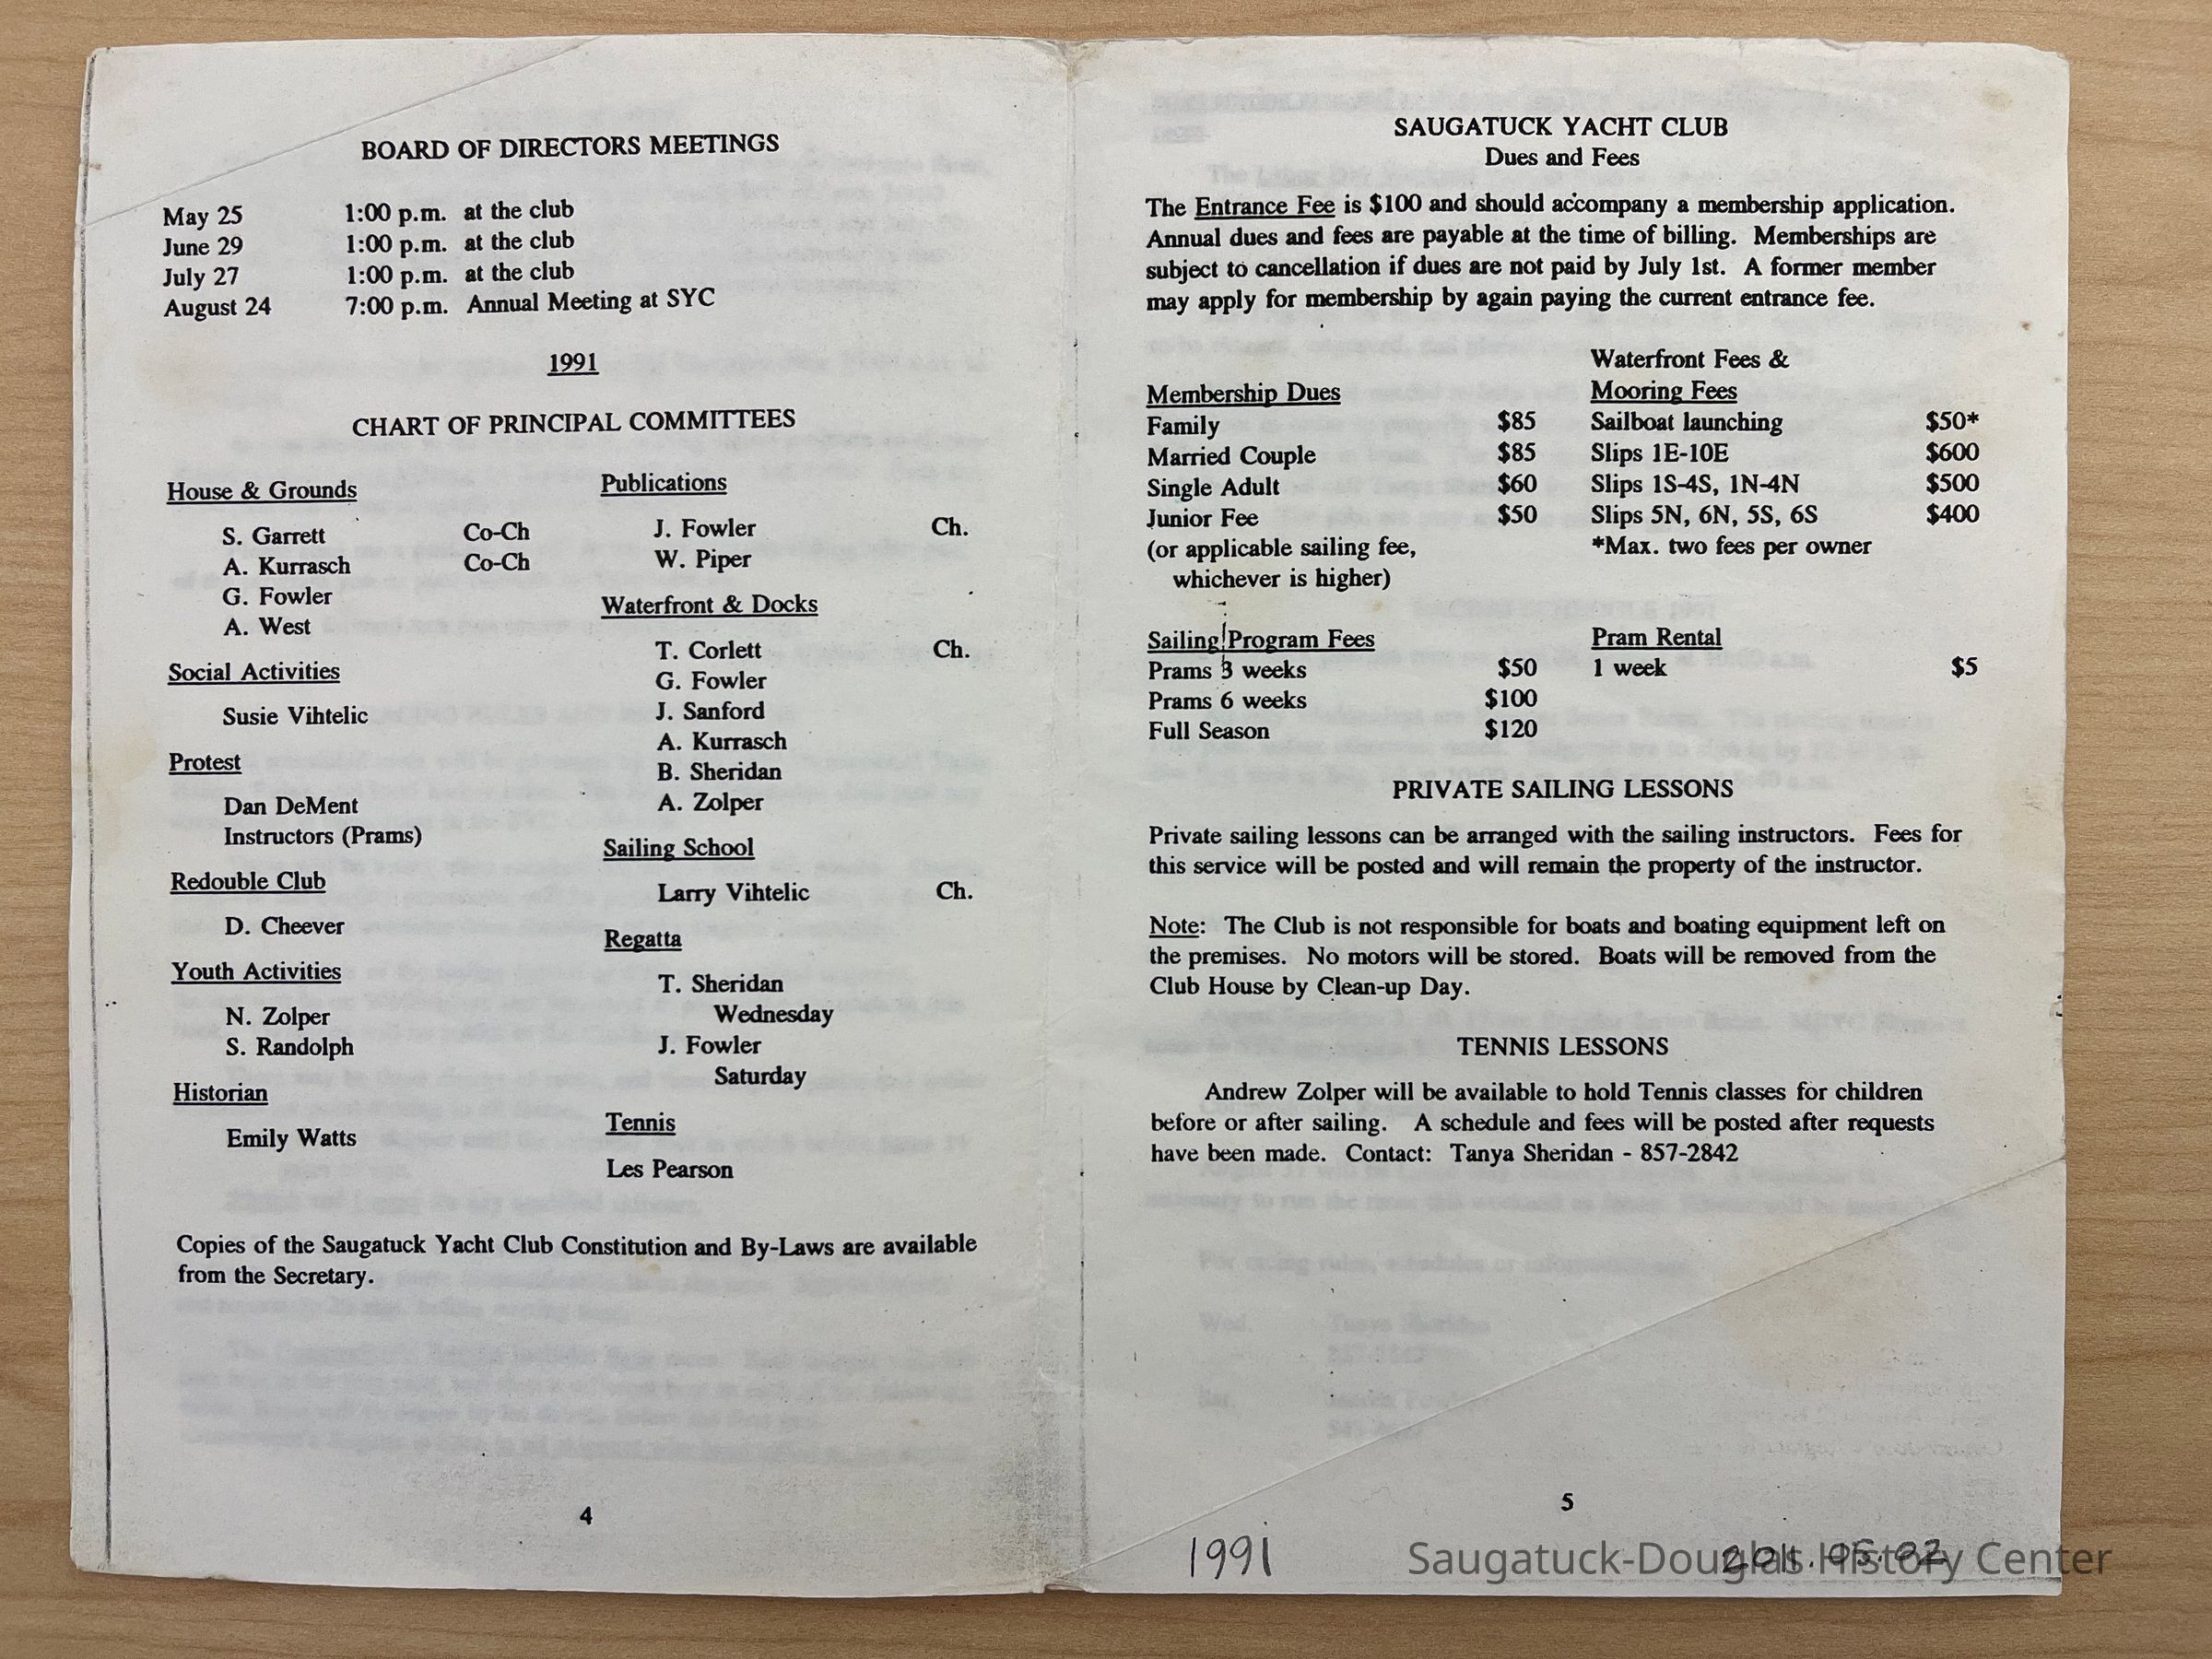 BOARD OF DIRECTORS MEETINGS
May 25 1:00 p.m. at the club
June 29 1:00 p.m. at the club
July 27 1:00 p.m. at the club
August 24 7:00 p.m. Annual Meeting at SYC
1991
CHART OF PRINCIPAL COMMITTEES
House & Grounds
S. Garrett Co-Ch
A. Kurrasch Co-Ch
G. Fowler
A. West
Social Activities
Susie Vihtelic
Protest
Dan DeMent
Instructors (Prams)
Redouble Club
D. Cheever
Youth Activities
N. Zolper
S. Randolph
Historian
Emily Watts
Publications
J. Fowler Ch.
W. Piper
Waterfront & Docks
T. Corlett Ch.
G. Fowler
J. Sanford
A. Kurrasch
B. Sheridan
A. Zolper
Sailing School
Larry Vihtelic Ch.
Regatta
T. Sheridan
Wednesday
J. Fowler
Saturday
Tennis
Les Pearson
Copies of the Saugatuck Yacht Club Constitution and By-Laws are available
from the Secretary.
4
SAUGATUCK YACHT CLUB
Dues and Fees
The Entrance Fee is $100 and should accompany a membership application.
Annual dues and fees are payable at the time of billing. Memberships are
subject to cancellation if dues are not paid by July 1st. A former member
may apply for membership by again paying the current entrance fee.
Membership Dues
Family $85
Married Couple $85
Single Adult $60
Junior Fee $50
(or applicable sailing fee,
whichever is higher)
Waterfront Fees &
Mooring Fees
Sailboat launching $50*
Slips 1E-10E $600
Slips 1S-4S, 1N-4N $500
Slips 5N, 6N, 5S, 6S $400
*Max. two fees per owner
Sailing Program Fees
Prams 3 weeks $50
Prams 6 weeks $100
Full Season $120
Pram Rental
1 week $5
PRIVATE SAILING LESSONS
Private sailing lessons can be arranged with the sailing instructors. Fees for
this service will be posted and will remain the property of the instructor.
Note: The Club is not responsible for boats and boating equipment left on
the premises. No motors will be stored. Boats will be removed from the
Club House by Clean-up Day.
TENNIS LESSONS
Andrew Zolper will be available to hold Tennis classes for children
before or after sailing. A schedule and fees will be posted after requests
have been made. Contact: Tanya Sheridan - 857-2842
5
1991
2011.05.02
Saugatuck-Douglas History Center